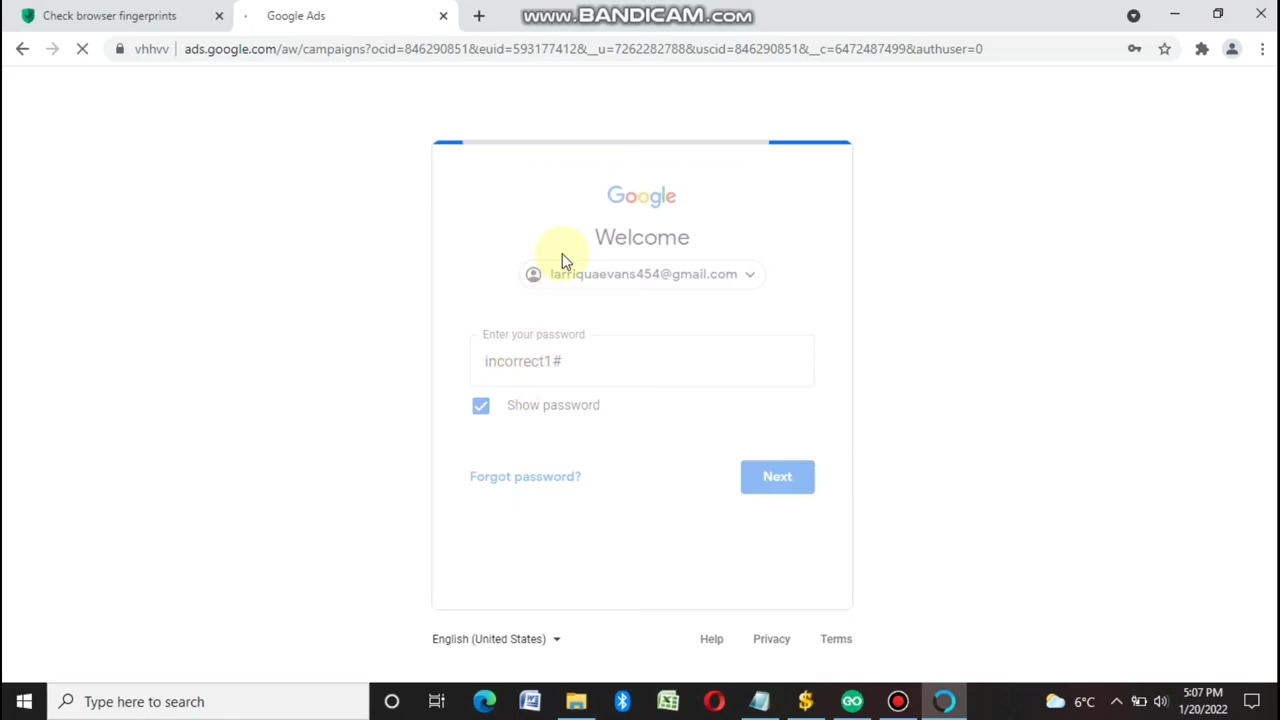 Check browser fingerprints
Google Ads
www.BANDICAM.com
vhhvv
ads.google.com/aw/campaigns?ocid=846290851&euid=593177412&__u=7262282788&uscid=846290851&__c=6472487499&authuser=0
Google
Welcome
larriquaevans454@gmail.com
Enter your password
incorrect1#
Show password
Forgot password?
Next
English (United States)
Help
Privacy
Terms
Type here to search
6°C
5:07 PM
1/20/2022